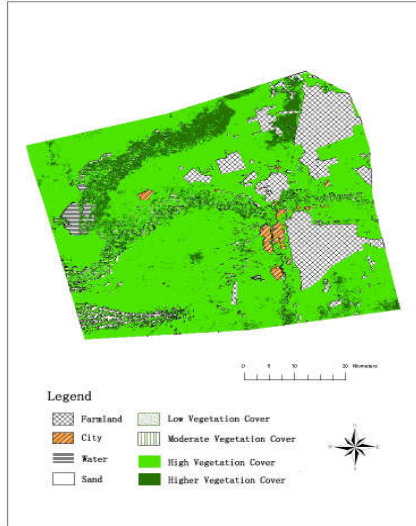 0 5 10 20 Kilometers
Legend
Farmland
Low Vegetation Cover
City
Moderate Vegetation Cover
Water
High Vegetation Cover
Sand
Higher Vegetation Cover
N
W E
S